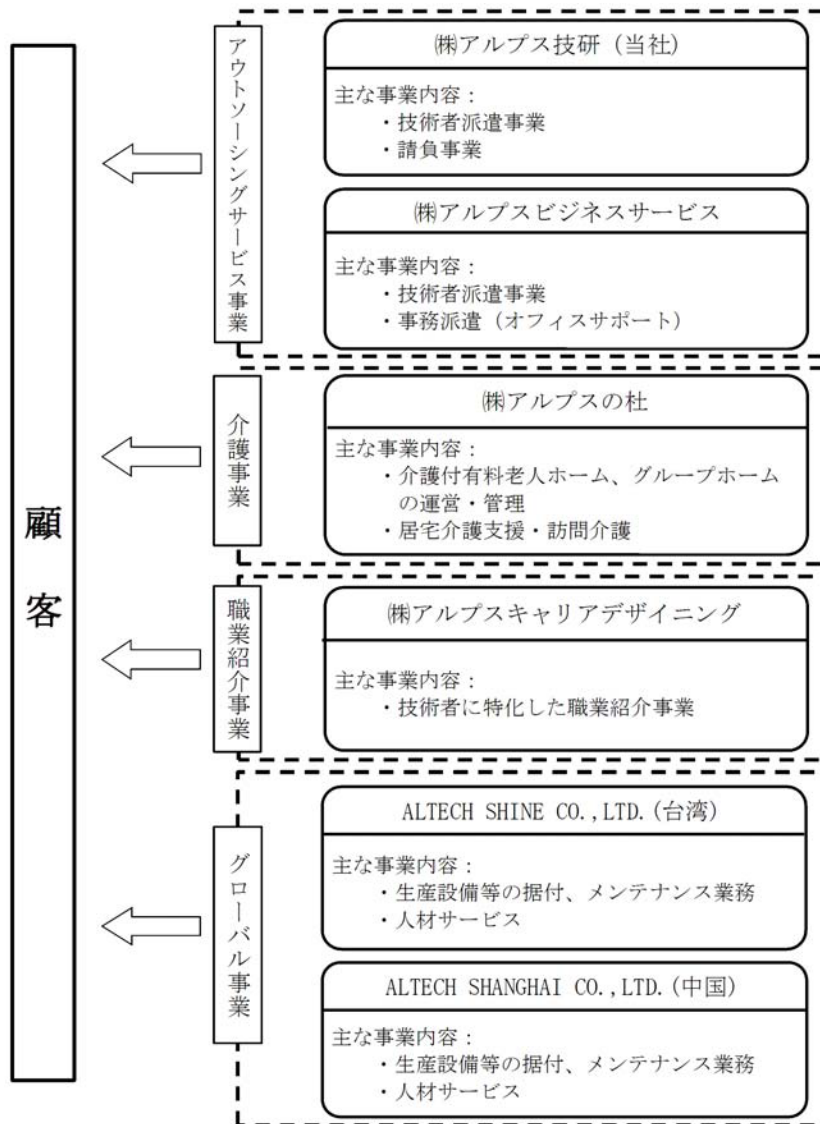 顧客
アウトソーシングサービス事業
㈱アルプス技研(当社)
主な事業内容:
・技術者派遣事業
・請負事業
㈱アルプスビジネスサービス
主な事業内容:
・技術者派遣事業
・事務派遣(オフィスサポート)
介護事業
㈱アルプスの杜
主な事業内容:
・介護付有料老人ホーム、グループホーム
の運営・管理
・居宅介護支援・訪問介護
職業紹介事業
㈱アルプスキャリアデザイニング
主な事業内容:
・技術者に特化した職業紹介事業
グローバル事業
ALTECH SHINE CO.,LTD.(台湾)
主な事業内容:
・生産設備等の据付、メンテナンス業務
・人材サービス
ALTECH SHANGHAI CO.,LTD.(中国)
主な事業内容:
・生産設備等の据付、メンテナンス業務
・人材サービス